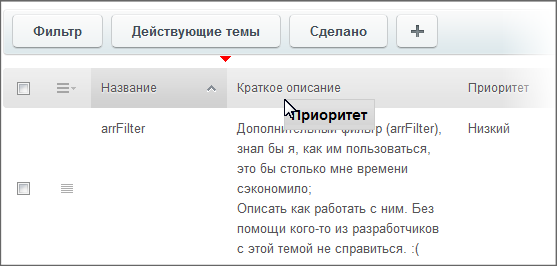 Фильтр Действующие темы Сделано
Название Краткое описание Приоритет
Приоритет
arrFilter Дополнительный фильтр (arrFilter), Низкий
знал бы я, как им пользоваться,
это бы столько мне времени
сэкономило;
Описать как работать с ним. Без
помощи кого-то из разработчиков
с этой темой не справиться. :(